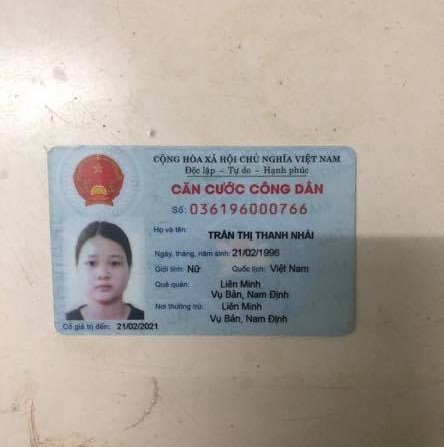 CỘNG HÒA XÃ HỘI CHỦ NGHĨA VIỆT NAM
Độc lập – Tự do – Hạnh phúc
CĂN CƯỚC CÔNG DÂN
Số: 036196000766
Họ và tên: TRẦN THỊ THANH NHÀI
Ngày, tháng, năm sinh: 21/02/1996
Giới tính: Nữ Quốc tịch: Việt Nam
Quê quán: Liên Minh
Vụ Bản, Nam Định
Nơi thường trú: Liên Minh
Vụ Bản, Nam Định
Có giá trị đến: 21/02/2021